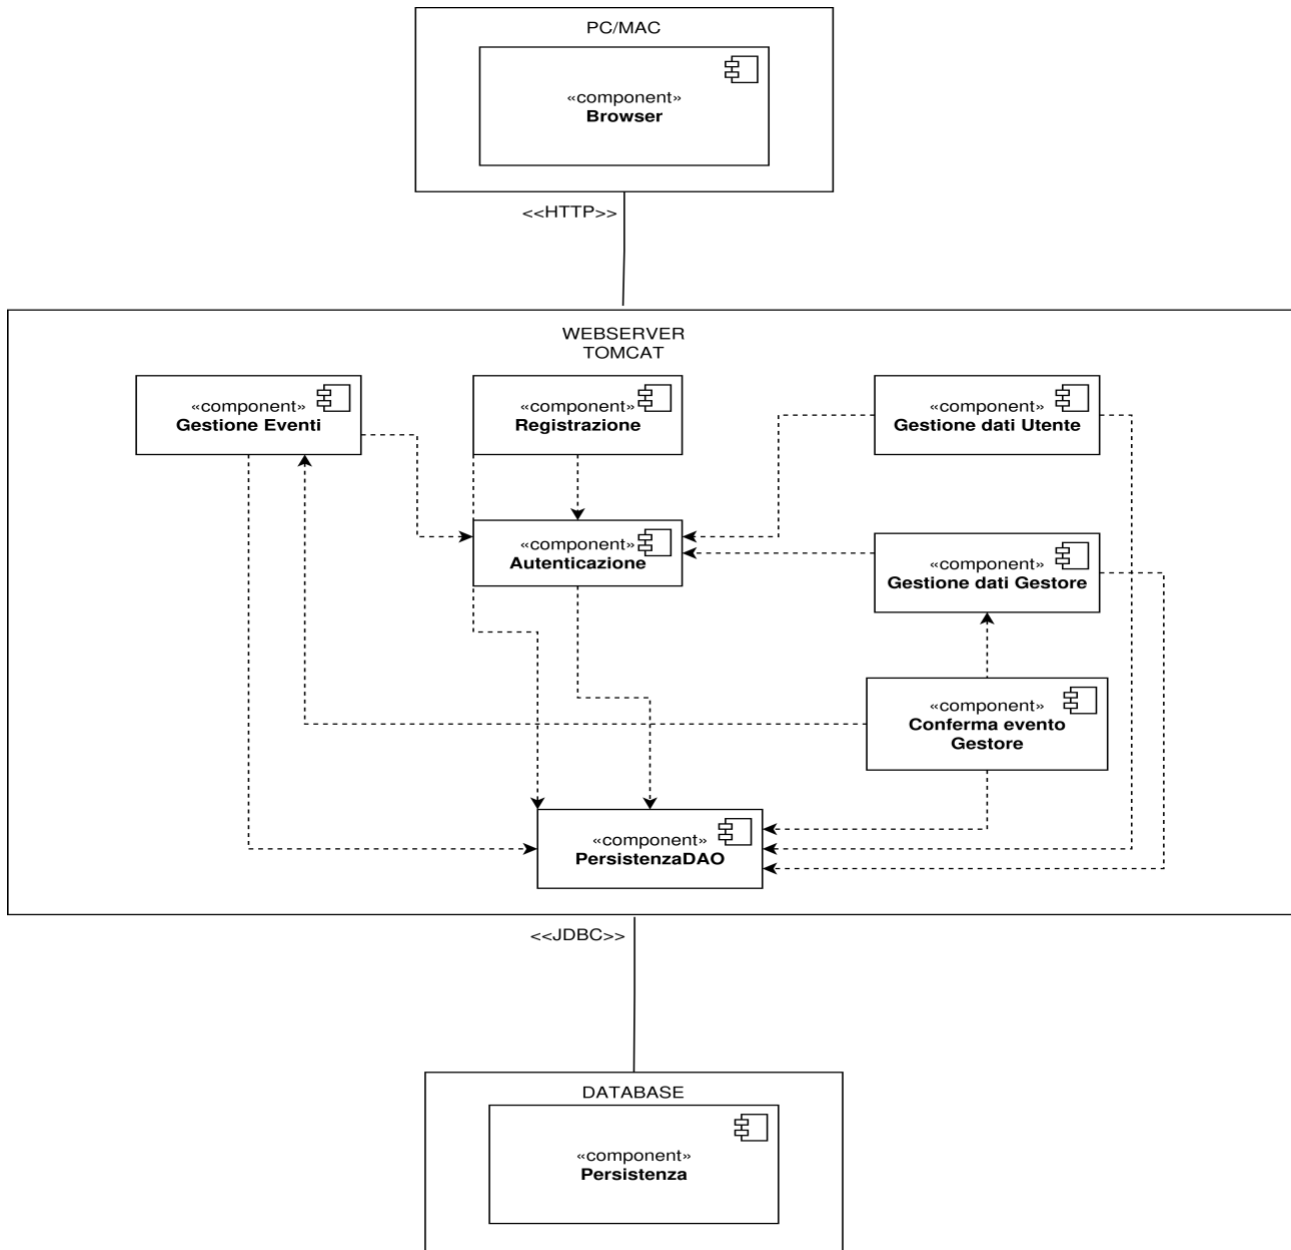 PC/MAC
«component»
Browser
<<HTTP>>
WEBSERVER
TOMCAT
«component»
Gestione Eventi
«component»
Registrazione
«component»
Gestione dati Utente
«component»
Autenticazione
«component»
Gestione dati Gestore
«component»
Conferma evento
Gestore
«component»
PersistenzaDAO
<<JDBC>>
DATABASE
«component»
Persistenza